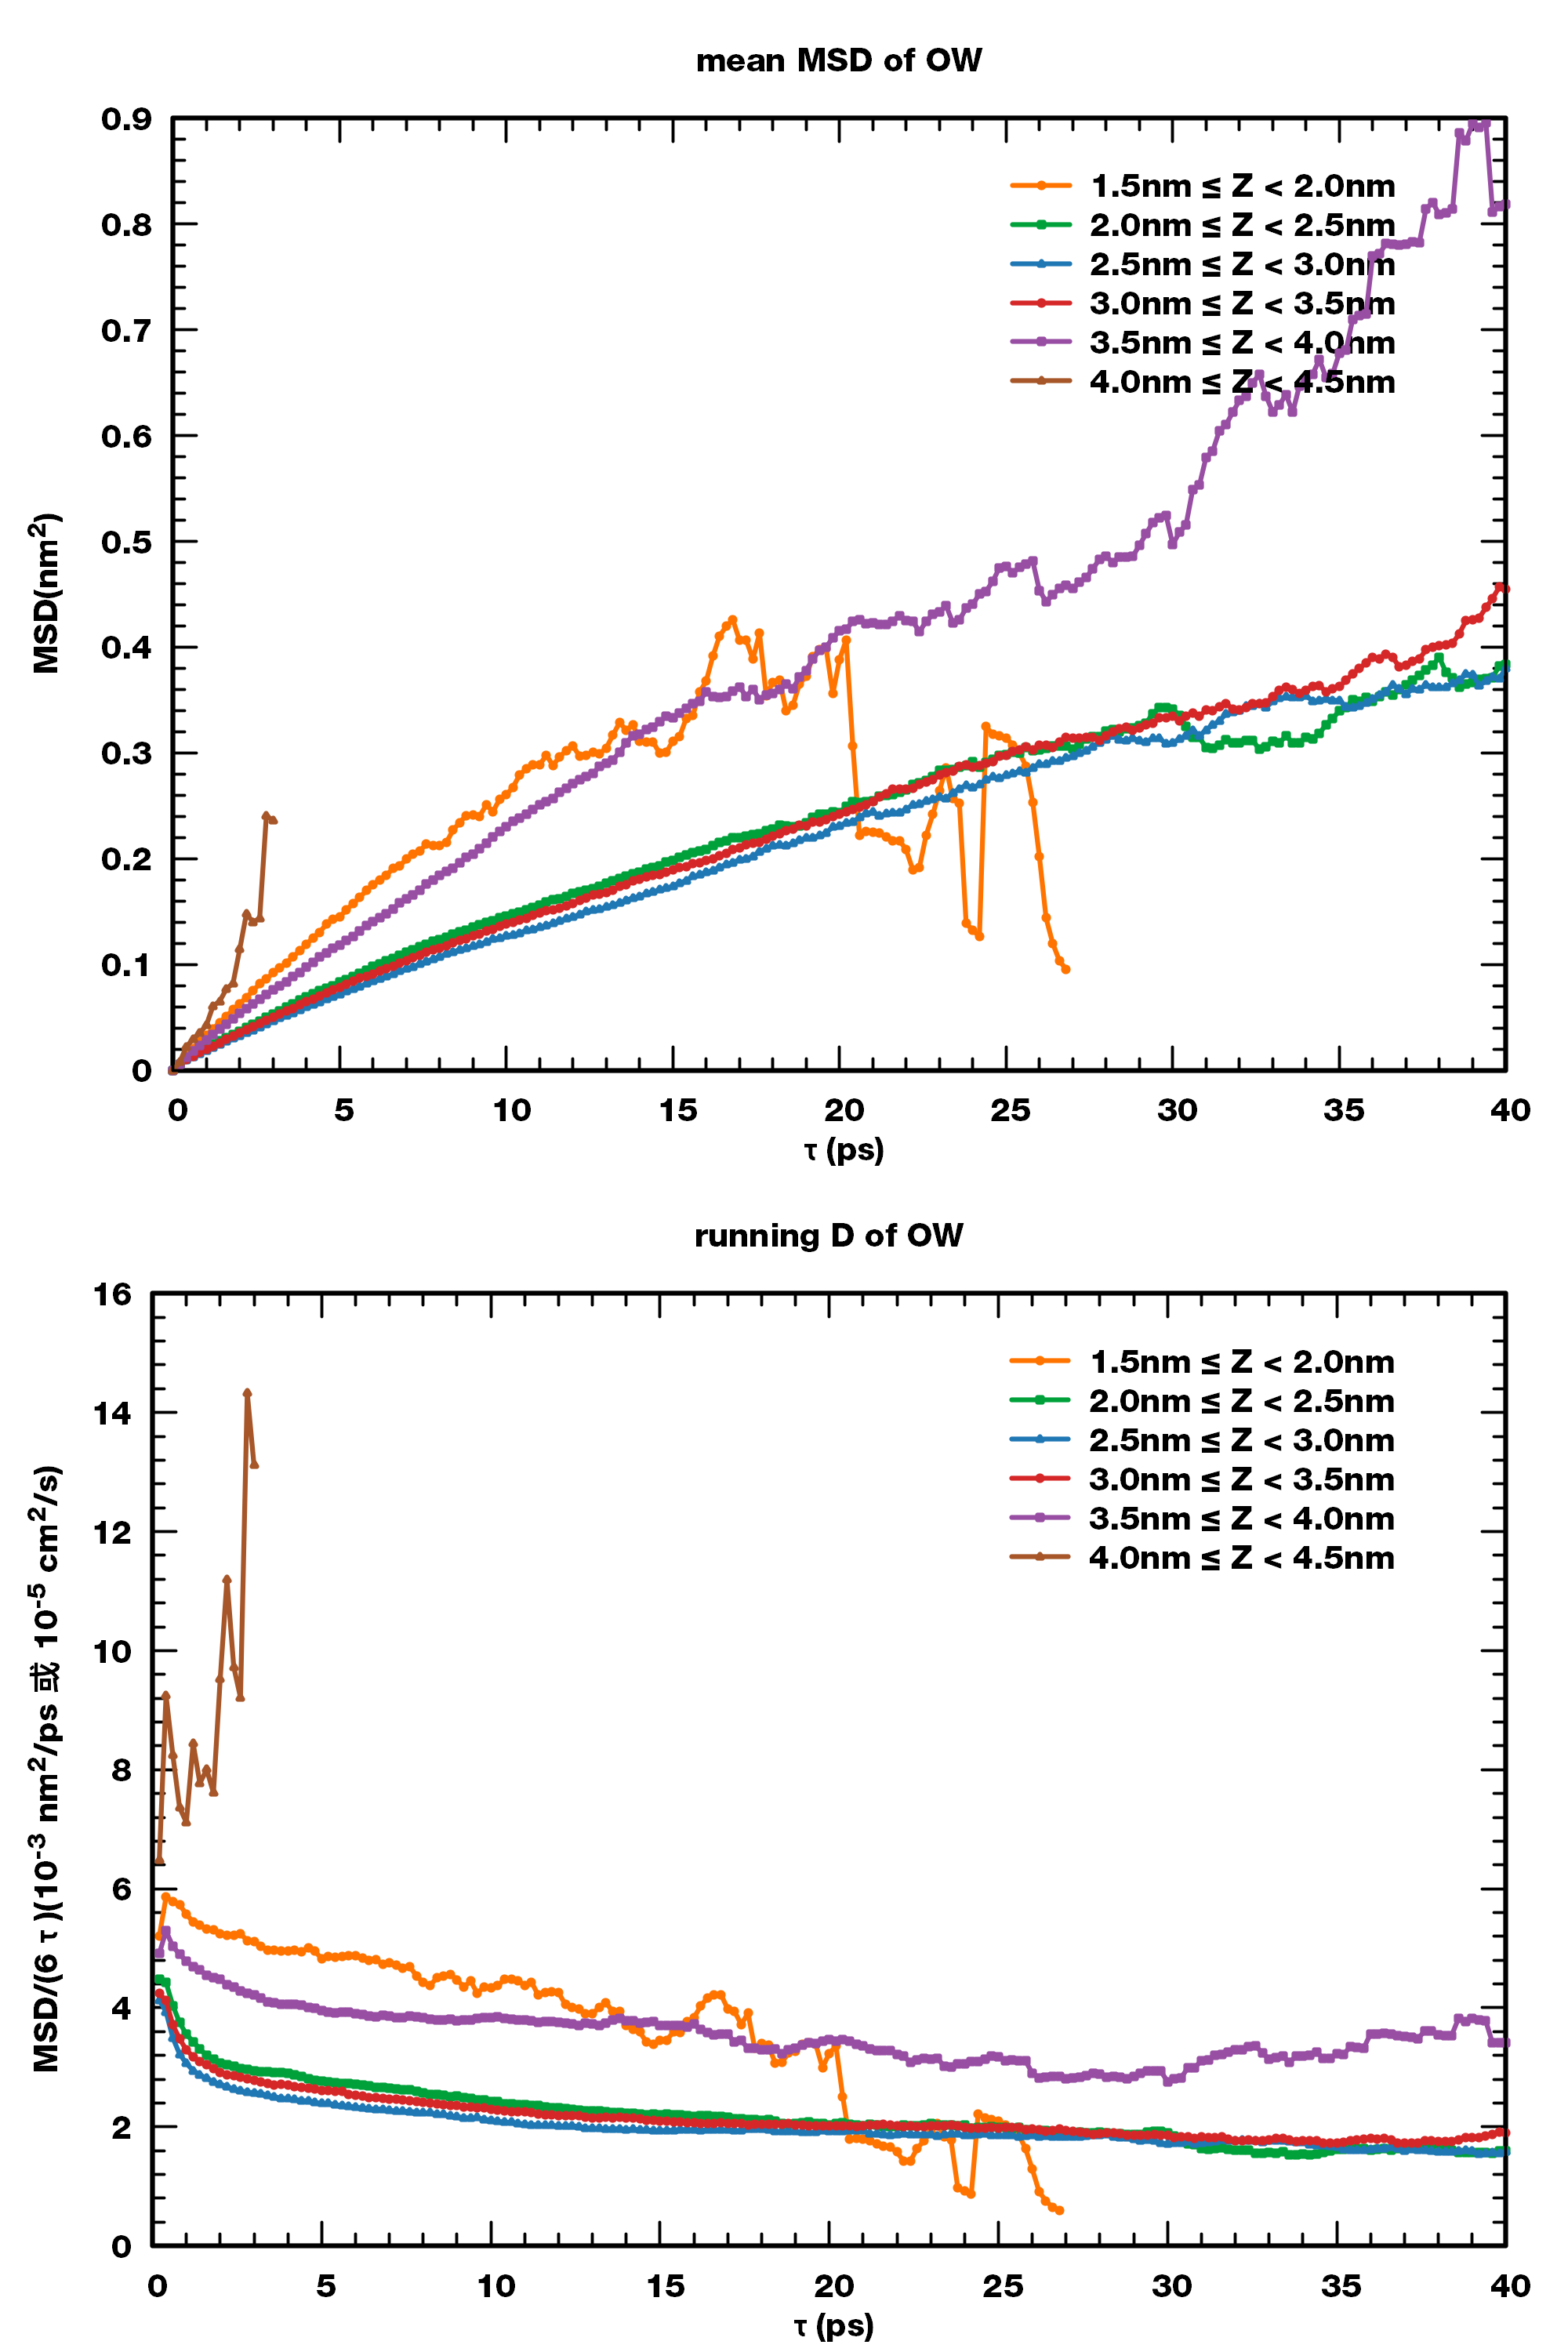 mean MSD of OW
0.9
0.8
0.7
0.6
0.5
0.4
0.3
0.2
0.1
0
MSD(nm²)
1.5nm ≤ Z < 2.0nm
2.0nm ≤ Z < 2.5nm
2.5nm ≤ Z < 3.0nm
3.0nm ≤ Z < 3.5nm
3.5nm ≤ Z < 4.0nm
4.0nm ≤ Z < 4.5nm
0 5 10 15 20 25 30 35 40
τ (ps)
running D of OW
16
14
12
10
8
6
4
2
0
MSD/(6 τ )(10⁻³ nm²/ps 或 10⁻⁵ cm²/s)
1.5nm ≤ Z < 2.0nm
2.0nm ≤ Z < 2.5nm
2.5nm ≤ Z < 3.0nm
3.0nm ≤ Z < 3.5nm
3.5nm ≤ Z < 4.0nm
4.0nm ≤ Z < 4.5nm
0 5 10 15 20 25 30 35 40
τ (ps)